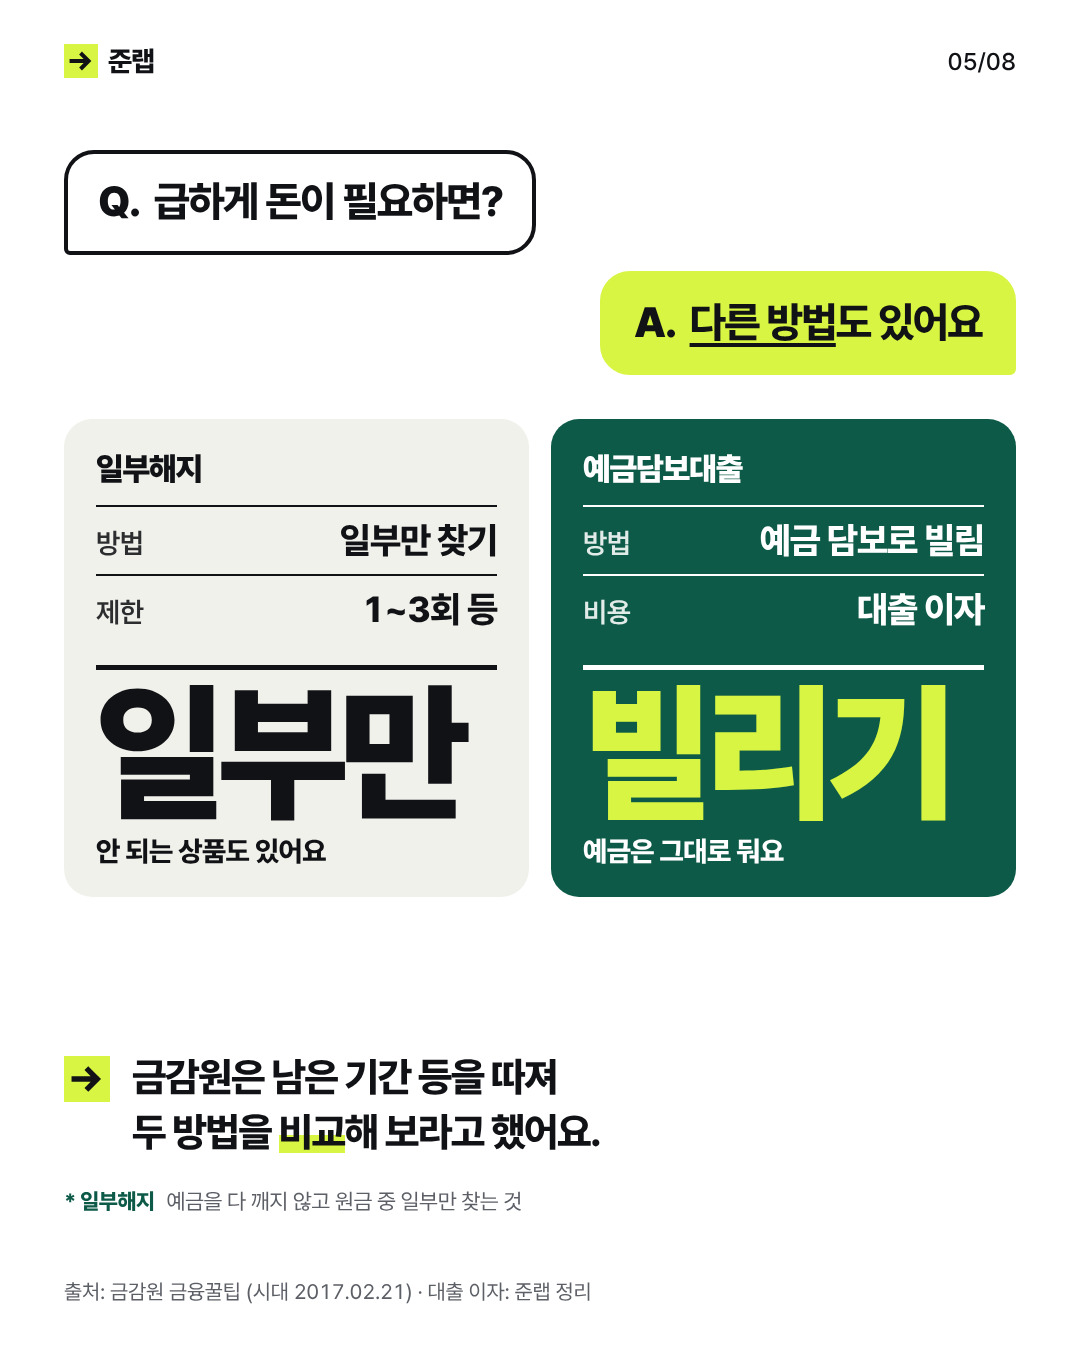 준랩
05/08
Q. 급하게 돈이 필요하면?
A. 다른 방법도 있어요
일부해지
방법 일부만 찾기
제한 1~3회 등
일부만
안 되는 상품도 있어요
예금담보대출
방법 예금 담보로 빌림
비용 대출 이자
빌리기
예금은 그대로 둬요
금감원은 남은 기간 등을 따져
두 방법을 비교해 보라고 했어요.
* 일부해지 예금을 다 깨지 않고 원금 중 일부만 찾는 것
출처: 금감원 금융꿀팁 (시대 2017.02.21) · 대출 이자: 준랩 정리